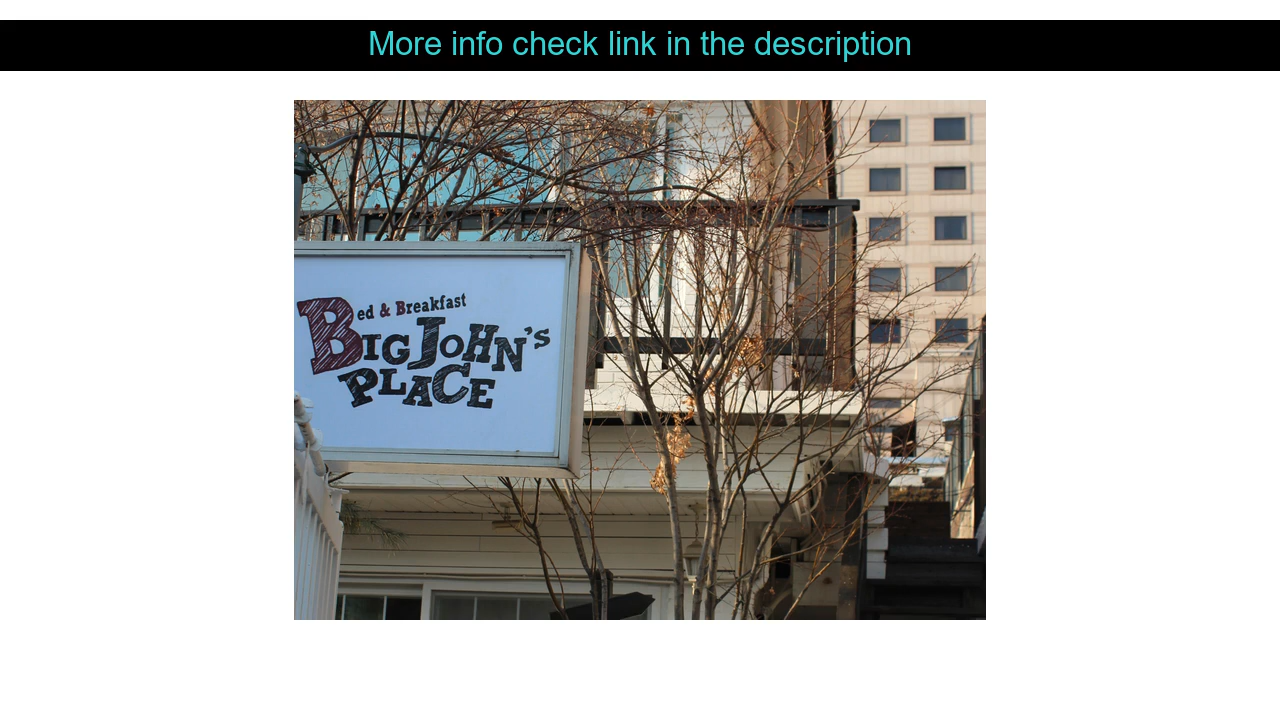 More info check link in the description
Bed & Breakfast
BIG JOHN'S
PLACE